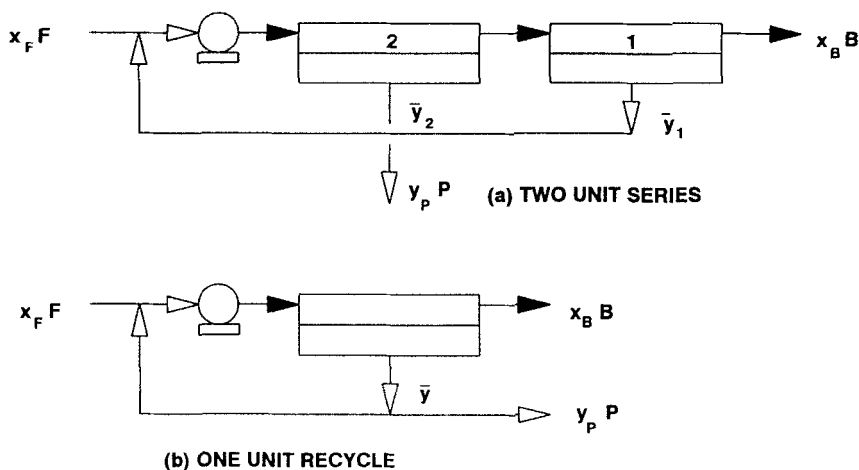 x_F F 2 1 x_B B
ȳ_2 ȳ_1
y_P P (a) TWO UNIT SERIES
x_F F x_B B
ȳ
y_P P
(b) ONE UNIT RECYCLE